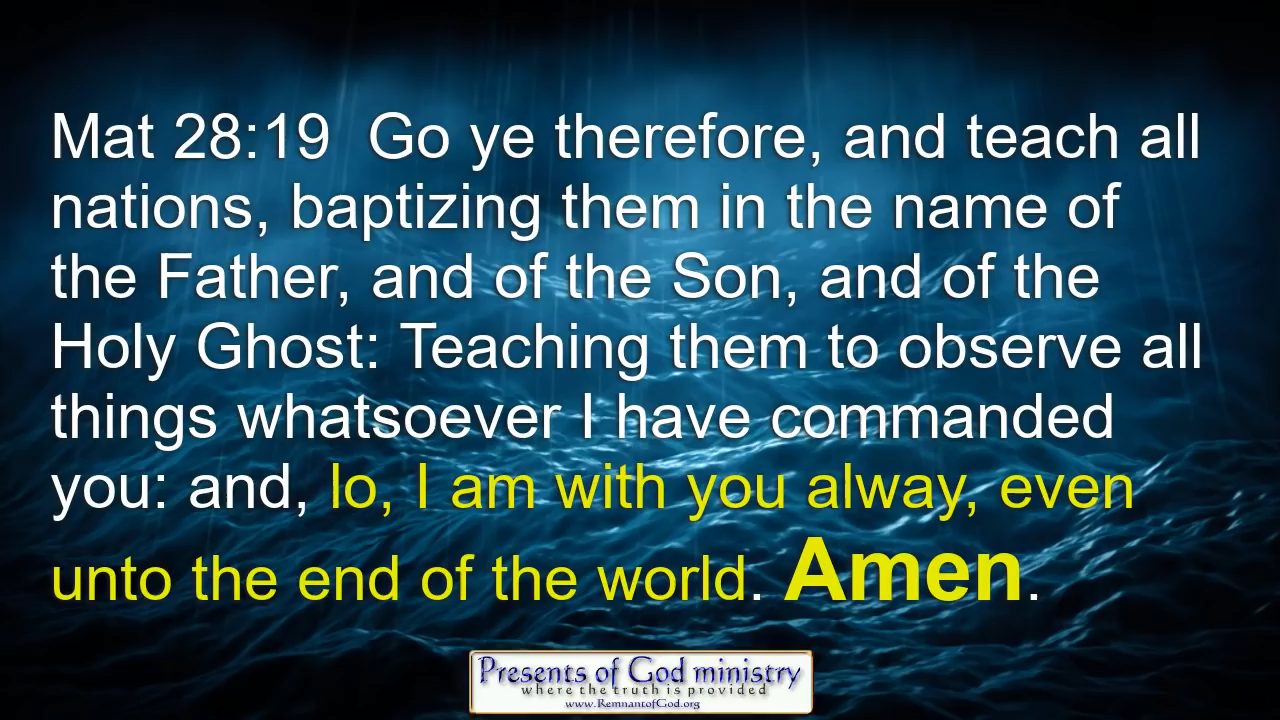 Mat 28:19  Go ye therefore, and teach all
nations, baptizing them in the name of
the Father, and of the Son, and of the
Holy Ghost: Teaching them to observe all
things whatsoever I have commanded
you: and, lo, I am with you alway, even
unto the end of the world. Amen.
Presents of God ministry
where the truth is provided
www.RemnantofGod.org